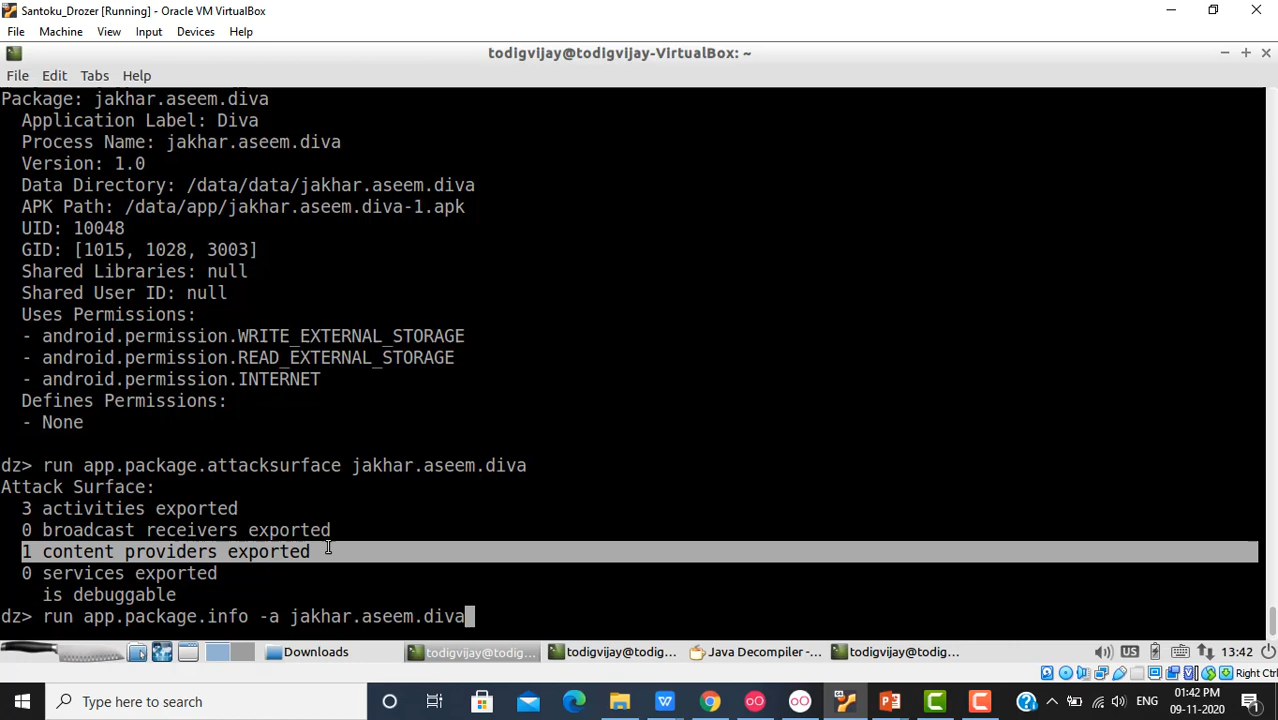 Santoku_Drozer [Running] - Oracle VM VirtualBox
File Machine View Input Devices Help
todigvijay@todigvijay-VirtualBox: ~
File Edit Tabs Help
Package: jakhar.aseem.diva
Application Label: Diva
Process Name: jakhar.aseem.diva
Version: 1.0
Data Directory: /data/data/jakhar.aseem.diva
APK Path: /data/app/jakhar.aseem.diva-1.apk
UID: 10048
GID: [1015, 1028, 3003]
Shared Libraries: null
Shared User ID: null
Uses Permissions:
- android.permission.WRITE_EXTERNAL_STORAGE
- android.permission.READ_EXTERNAL_STORAGE
- android.permission.INTERNET
Defines Permissions:
- None
dz> run app.package.attacksurface jakhar.aseem.diva
Attack Surface:
3 activities exported
0 broadcast receivers exported
1 content providers exported
0 services exported
is debuggable
dz> run app.package.info -a jakhar.aseem.diva
Downloads todigvijay@todig... todigvijay@todig... Java Decompiler -... todigvijay@todig... US 13:42
Right Ctrl
Type here to search ENG 01:42 PM 09-11-2020 1